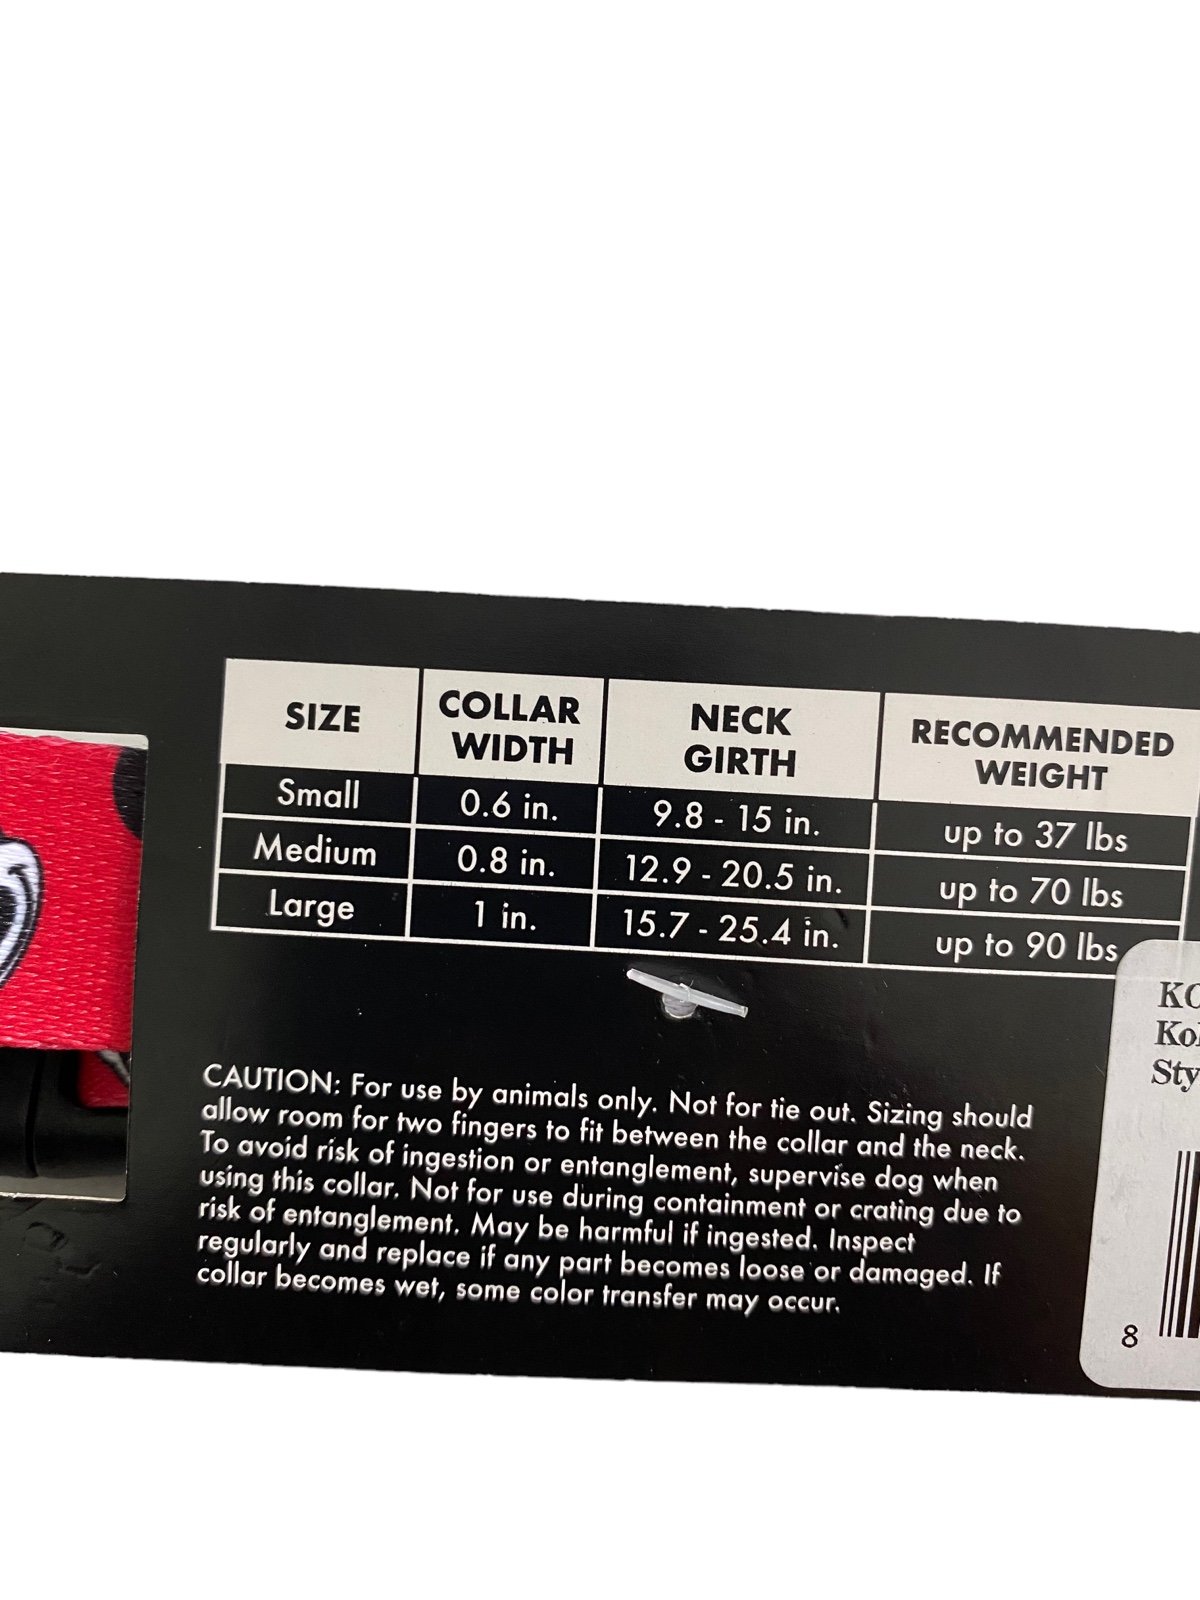 SIZE COLLAR WIDTH NECK GIRTH RECOMMENDED WEIGHT
Small 0.6 in. 9.8 - 15 in. up to 37 lbs
Medium 0.8 in. 12.9 - 20.5 in. up to 70 lbs
Large 1 in. 15.7 - 25.4 in. up to 90 lbs
CAUTION: For use by animals only. Not for tie out. Sizing should
allow room for two fingers to fit between the collar and the neck.
To avoid risk of ingestion or entanglement, supervise dog when
using this collar. Not for use during containment or crating due to
risk of entanglement. May be harmful if ingested. Inspect
regularly and replace if any part becomes loose or damaged. If
collar becomes wet, some color transfer may occur.
Sty
8